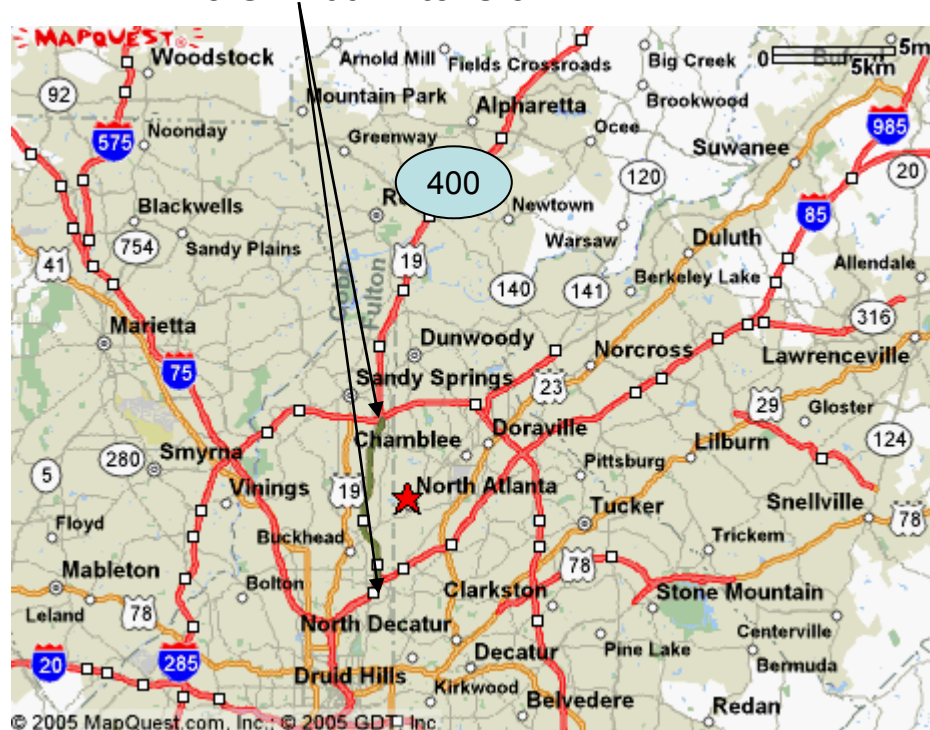 MAPQUEST
Woodstock
Arnold Mill
Fields Crossroads
Big Creek
0 5m
5km
92
Mountain Park
Alpharetta
Brookwood
575
Noonday
Greenway
Ocee
985
Suwanee
400
120
20
Blackwells
Newtown
85
754
Sandy Plains
Warsaw
Duluth
41
19
Berkeley Lake
Allendale
Cobb
Fulton
140
141
316
Marietta
Dunwoody
Norcross
Lawrenceville
75
Sandy Springs
23
29
Gloster
Chamblee
Doraville
Lilburn
124
5
280
Smyrna
Pittsburg
Vinings
19
North Atlanta
Tucker
Snellville
78
Floyd
Buckhead
Trickem
Mableton
Bolton
Clarkston
78
Stone Mountain
Leland
78
North Decatur
Centerville
20
285
Decatur
Pine Lake
Bermuda
Druid Hills
Kirkwood
Belvedere
Redan
© 2005 MapQuest.com, Inc.; © 2005 GDT, Inc.